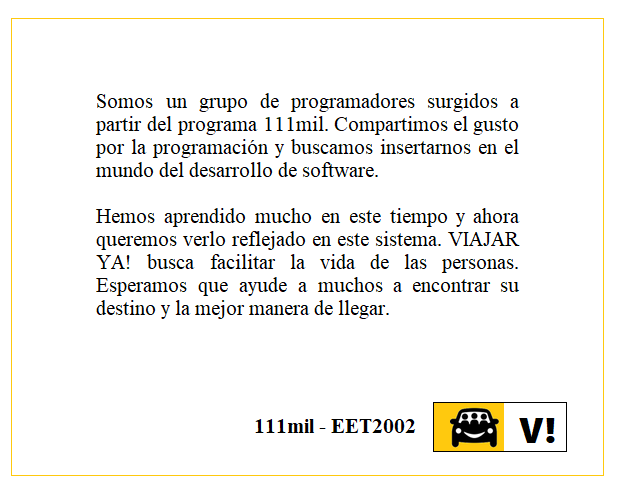 Somos un grupo de programadores surgidos a
partir del programa 111mil. Compartimos el gusto
por la programación y buscamos insertarnos en el
mundo del desarrollo de software.
Hemos aprendido mucho en este tiempo y ahora
queremos verlo reflejado en este sistema. VIAJAR
YA! busca facilitar la vida de las personas.
Esperamos que ayude a muchos a encontrar su
destino y la mejor manera de llegar.
111mil - EET2002
V!